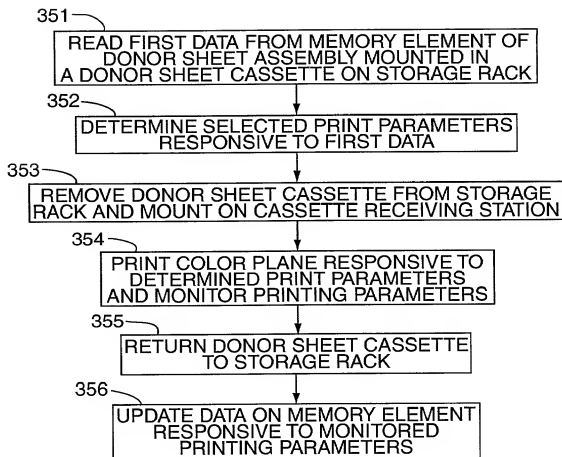 351
READ FIRST DATA FROM MEMORY ELEMENT OF
DONOR SHEET ASSEMBLY MOUNTED IN
A DONOR SHEET CASSETTE ON STORAGE RACK
352
DETERMINE SELECTED PRINT PARAMETERS
RESPONSIVE TO FIRST DATA
353
REMOVE DONOR SHEET CASSETTE FROM STORAGE
RACK AND MOUNT ON CASSETTE RECEIVING STATION
354
PRINT COLOR PLANE RESPONSIVE TO
DETERMINED PRINT PARAMETERS
AND MONITOR PRINTING PARAMETERS
355
RETURN DONOR SHEET CASSETTE
TO STORAGE RACK
356
UPDATE DATA ON MEMORY ELEMENT
RESPONSIVE TO MONITORED
PRINTING PARAMETERS